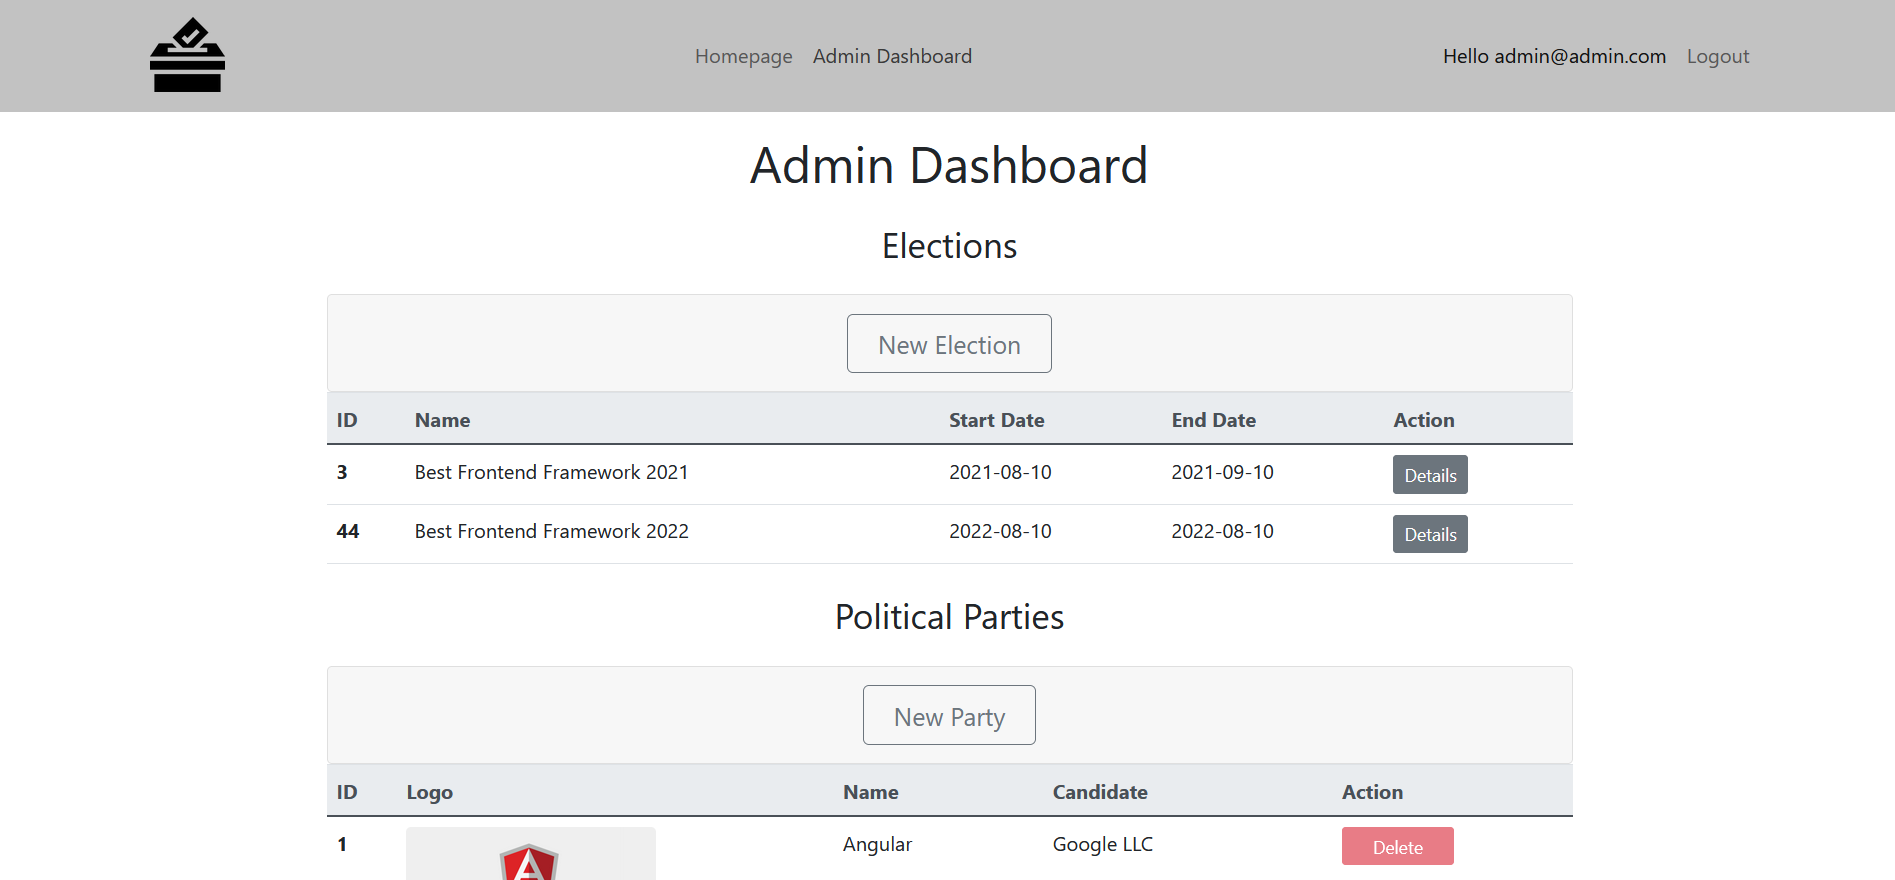 Homepage Admin Dashboard Hello admin@admin.com Logout
Admin Dashboard
Elections
New Election
ID Name Start Date End Date Action
3 Best Frontend Framework 2021 2021-08-10 2021-09-10 Details
44 Best Frontend Framework 2022 2022-08-10 2022-08-10 Details
Political Parties
New Party
ID Logo Name Candidate Action
1 Angular Google LLC Delete